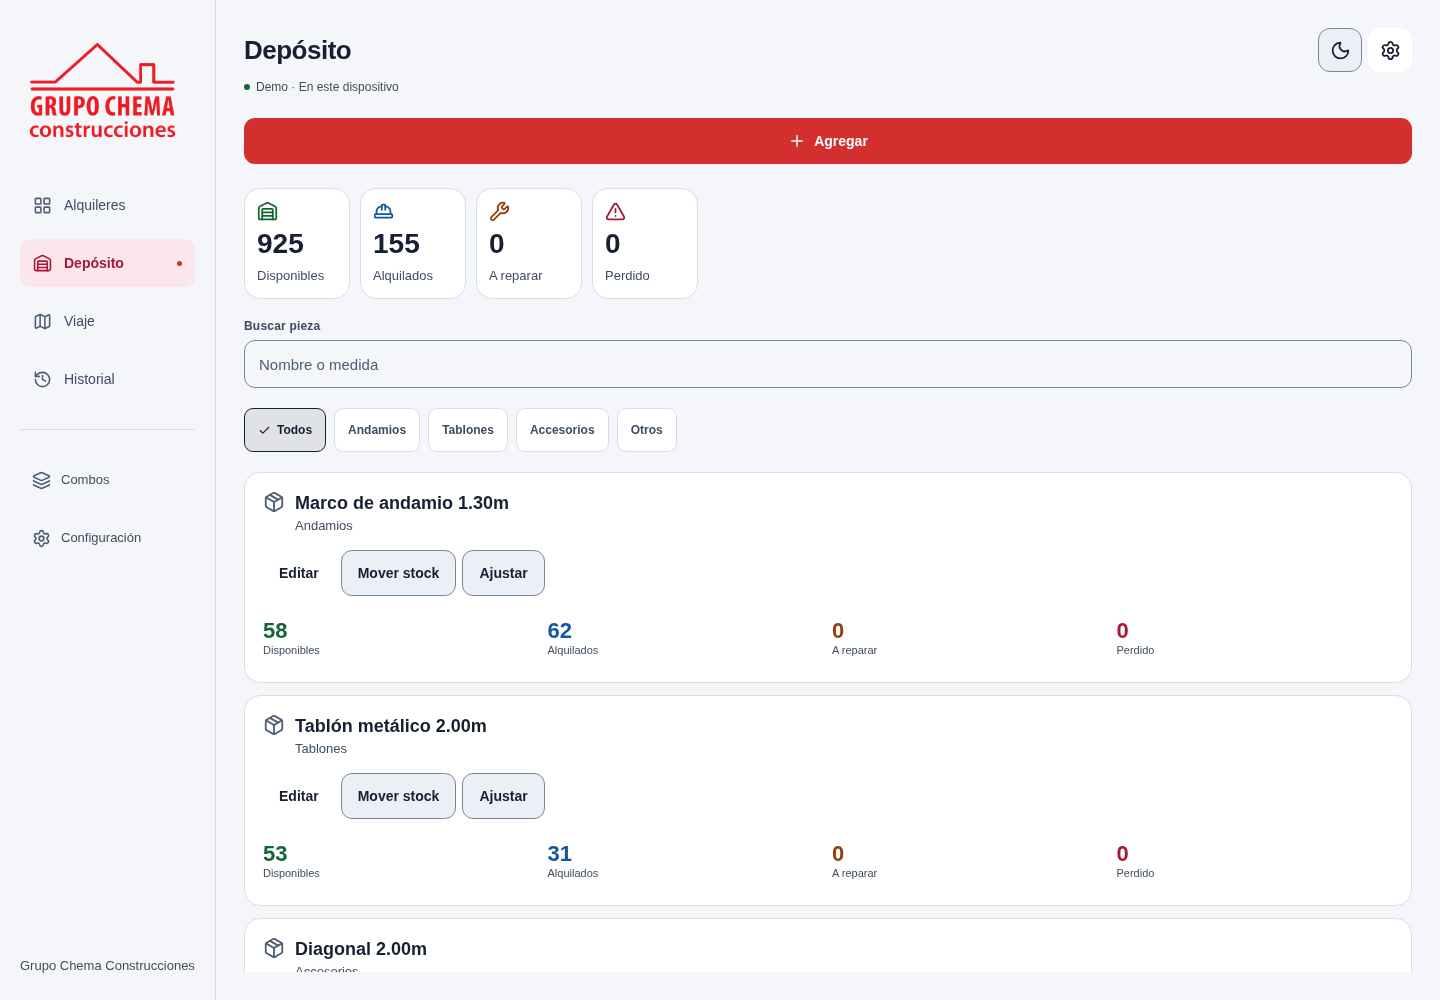 GRUPO CHEMA
construcciones
Alquileres
Depósito
Viaje
Historial
Combos
Configuración
Grupo Chema Construcciones
Depósito
Demo · En este dispositivo
Agregar
925
Disponibles
155
Alquilados
0
A reparar
0
Perdido
Buscar pieza
Nombre o medida
Todos
Andamios
Tablones
Accesorios
Otros
Marco de andamio 1.30m
Andamios
Editar
Mover stock
Ajustar
58
Disponibles
62
Alquilados
0
A reparar
0
Perdido
Tablón metálico 2.00m
Tablones
Editar
Mover stock
Ajustar
53
Disponibles
31
Alquilados
0
A reparar
0
Perdido
Diagonal 2.00m
Accesorios